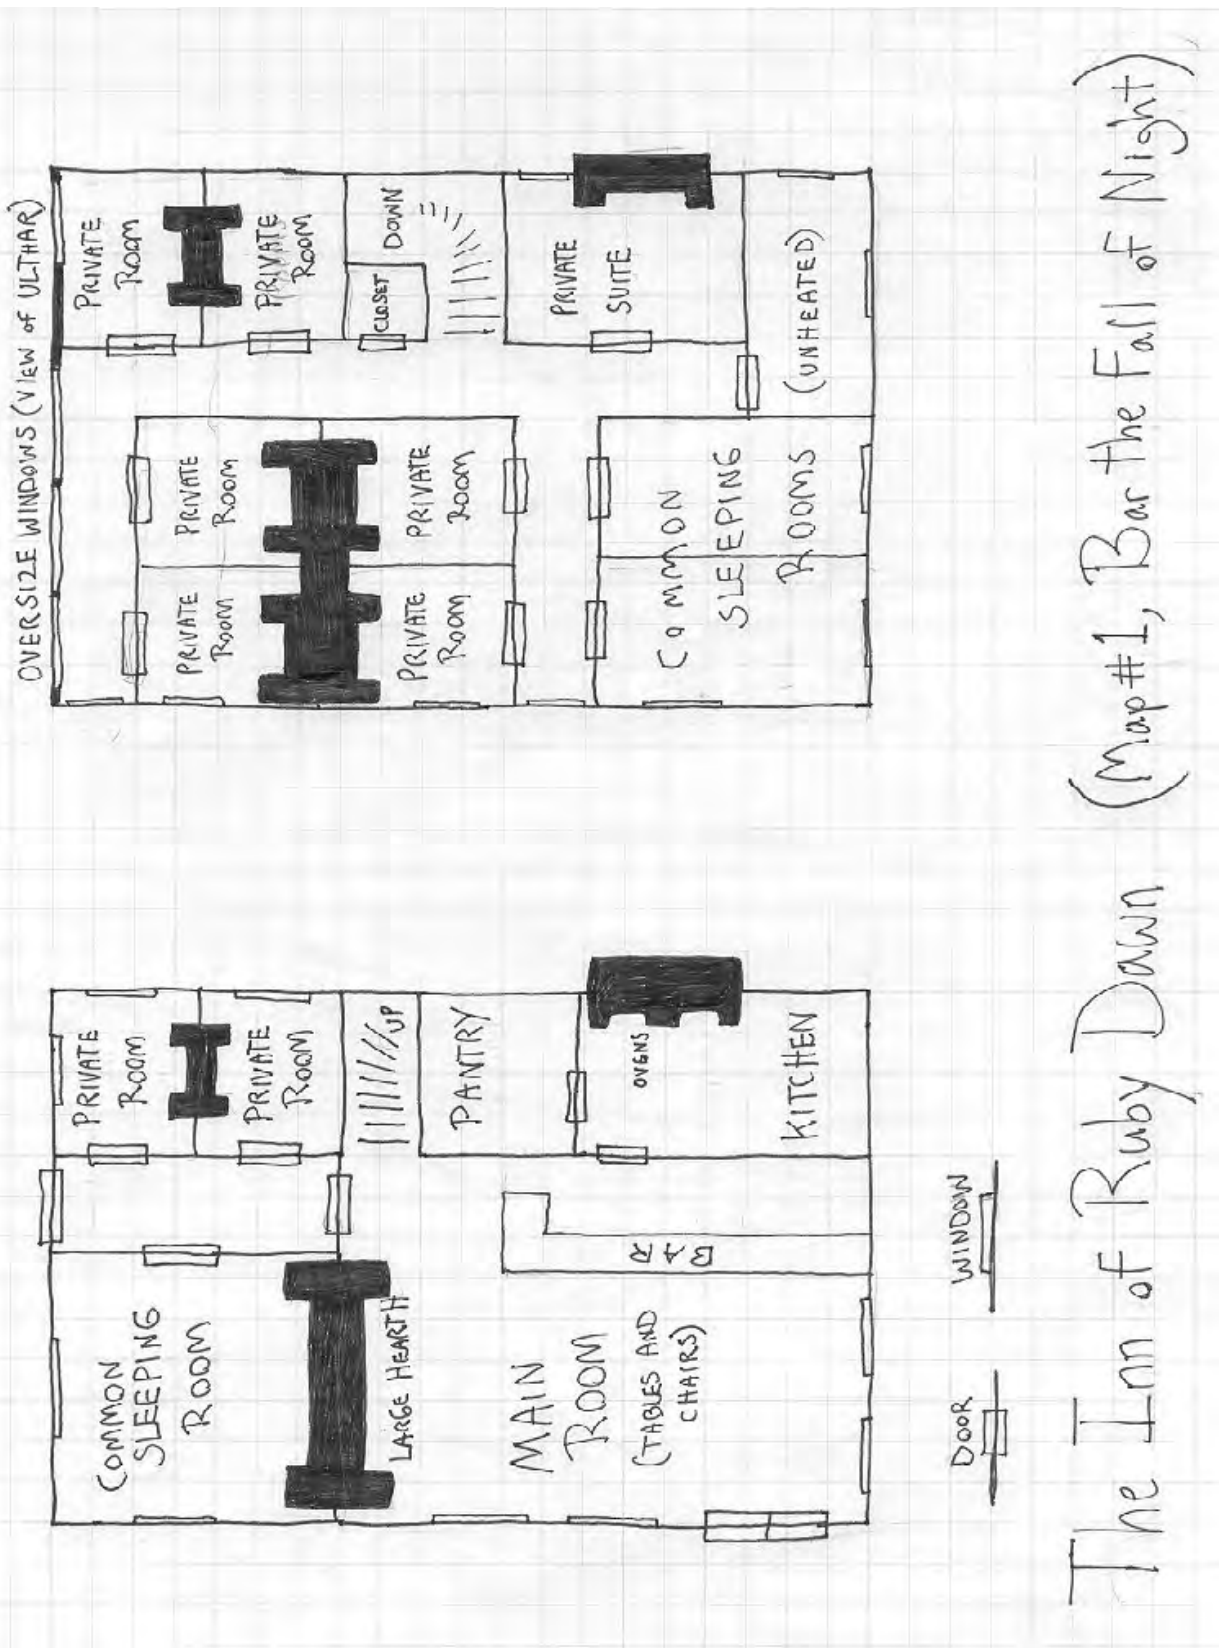 COMMON
SLEEPING
ROOM
PRIVATE
ROOM
PRIVATE
ROOM
LARGE HEARTH
UP
MAIN
ROOM
(TABLES AND
CHAIRS)
BAR
PANTRY
OVENS
KITCHEN
DOOR
WINDOW
OVERSIZE WINDOWS (VIEW OF ULTHAR)
PRIVATE
ROOM
PRIVATE
ROOM
PRIVATE
ROOM
PRIVATE
ROOM
PRIVATE
ROOM
PRIVATE
ROOM
CLOSET
DOWN
PRIVATE
SUITE
COMMON
SLEEPING
ROOMS
(UNHEATED)
The Inn of Ruby Dawn (Map #1, Bar the Fall of Night)